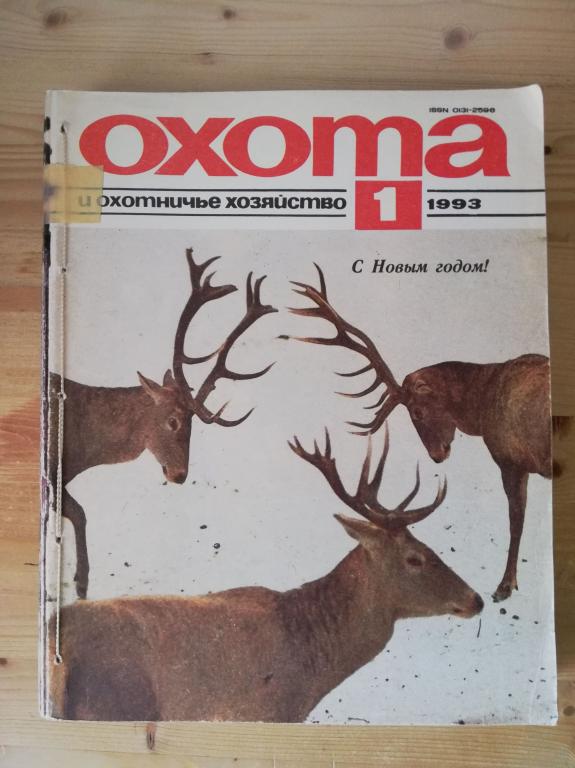 ISSN 0131-2596
охота
и охотничье хозяйство 1 1993
С Новым годом!